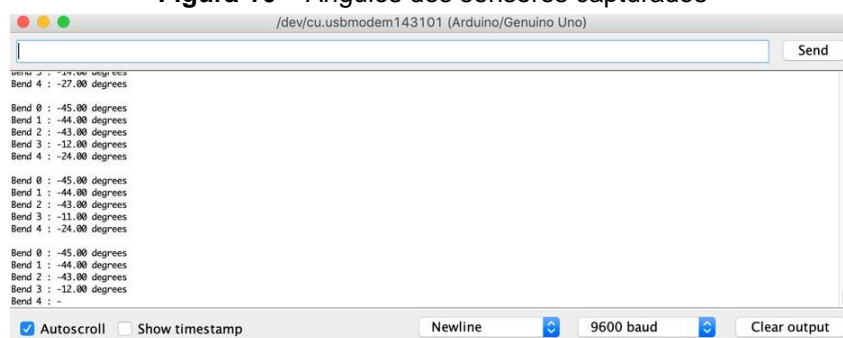 Ângulos dos sensores capturados
/dev/cu.usbmodem143101 (Arduino/Genuino Uno)
Send
Bend 3 : -14.00 degrees
Bend 4 : -27.00 degrees
Bend 0 : -45.00 degrees
Bend 1 : -44.00 degrees
Bend 2 : -43.00 degrees
Bend 3 : -12.00 degrees
Bend 4 : -24.00 degrees
Bend 0 : -45.00 degrees
Bend 1 : -44.00 degrees
Bend 2 : -43.00 degrees
Bend 3 : -11.00 degrees
Bend 4 : -24.00 degrees
Bend 0 : -45.00 degrees
Bend 1 : -44.00 degrees
Bend 2 : -43.00 degrees
Bend 3 : -12.00 degrees
Bend 4 : -
Autoscroll Show timestamp Newline 9600 baud Clear output